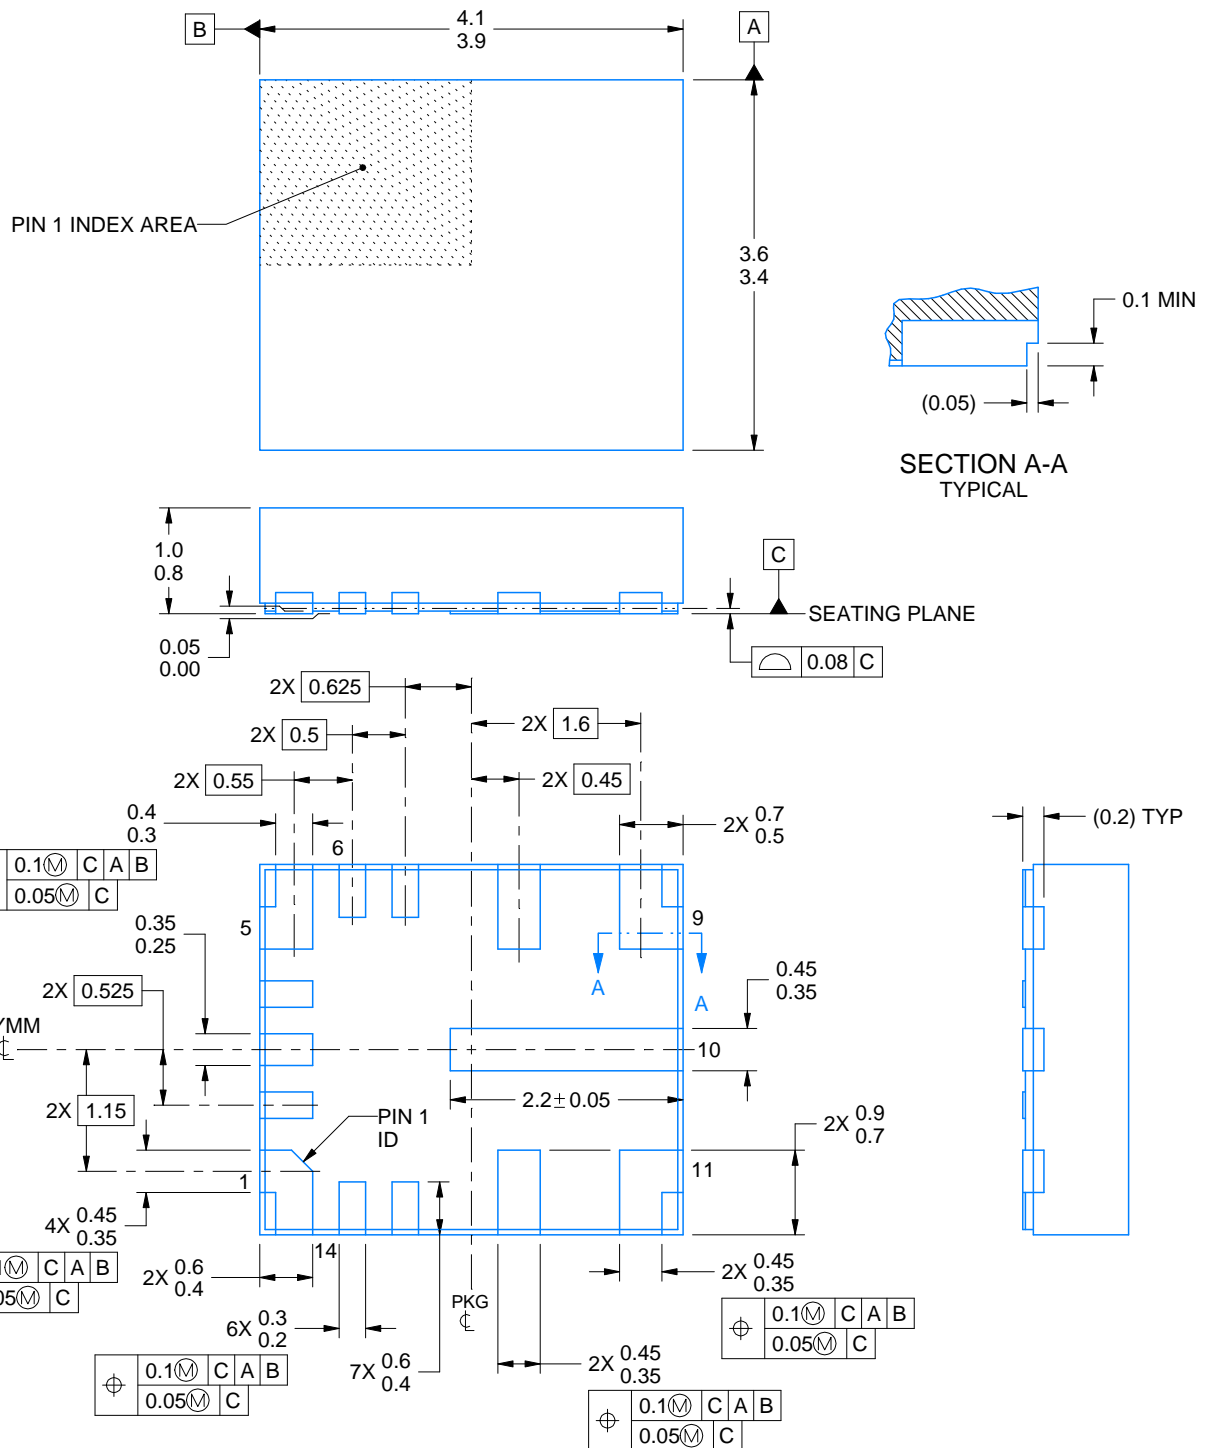 B
4.1
3.9
A
PIN 1 INDEX AREA
3.6
3.4
0.1 MIN
(0.05)
SECTION A-A
TYPICAL
1.0
0.8
C
SEATING PLANE
0.05
0.00
0.08 C
2X 0.625
2X 1.6
2X 0.5
2X 0.55
2X 0.45
0.4
0.3
2X 0.7
0.5
(0.2) TYP
6
0.1Ⓜ C A B
0.05Ⓜ C
5
9
0.35
0.25
0.45
0.35
A
A
2X 0.525
YMM
℄
10
2.2±0.05
2X 1.15
PIN 1
ID
2X 0.9
0.7
1
11
4X 0.45
0.35
14
Ⓜ C A B
05Ⓜ C
2X 0.6
0.4
2X 0.45
0.35
PKG
℄
6X 0.3
0.2
⌖ 0.1Ⓜ C A B
0.05Ⓜ C
7X 0.6
0.4
2X 0.45
0.35
⌖ 0.1Ⓜ C A B
0.05Ⓜ C
⌖ 0.1Ⓜ C A B
0.05Ⓜ C